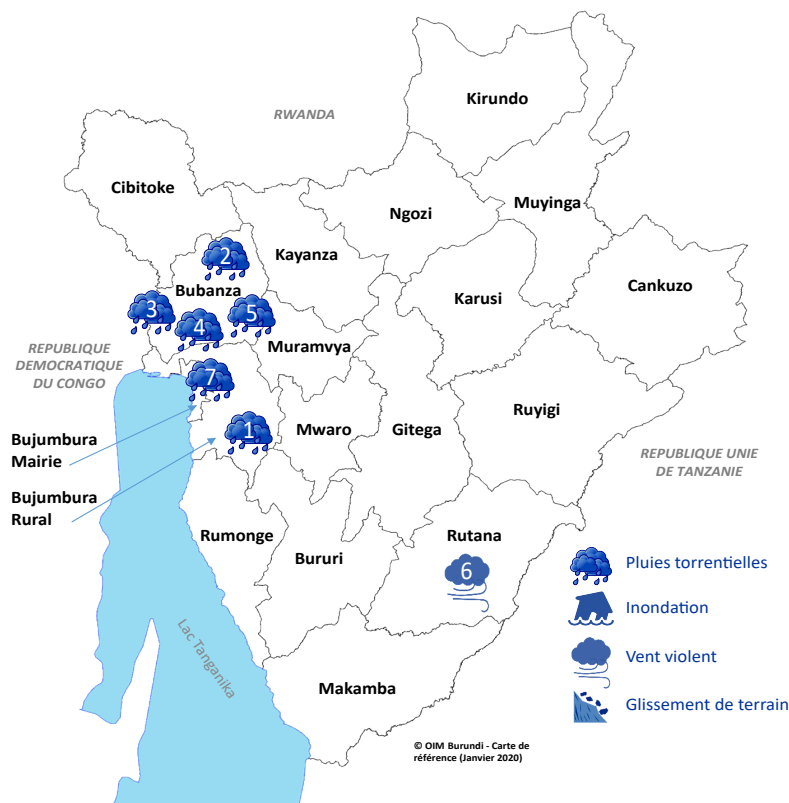 Kirundo
RWANDA
Cibitoke
Ngozi
Muyinga
Kayanza
2
Bubanza
Karusi
Cankuzo
3
4
5
Muramvya
REPUBLIQUE
DEMOCRATIQUE
DU CONGO
7
Ruyigi
1
Mwaro
Gitega
Bujumbura
Mairie
REPUBLIQUE UNIE
DE TANZANIE
Bujumbura
Rural
Rumonge
Bururi
Rutana
6
Pluies torrentielles
Inondation
Vent violent
Glissement de terrain
Lac Tanganika
Makamba
© OIM Burundi - Carte de
référence (Janvier 2020)